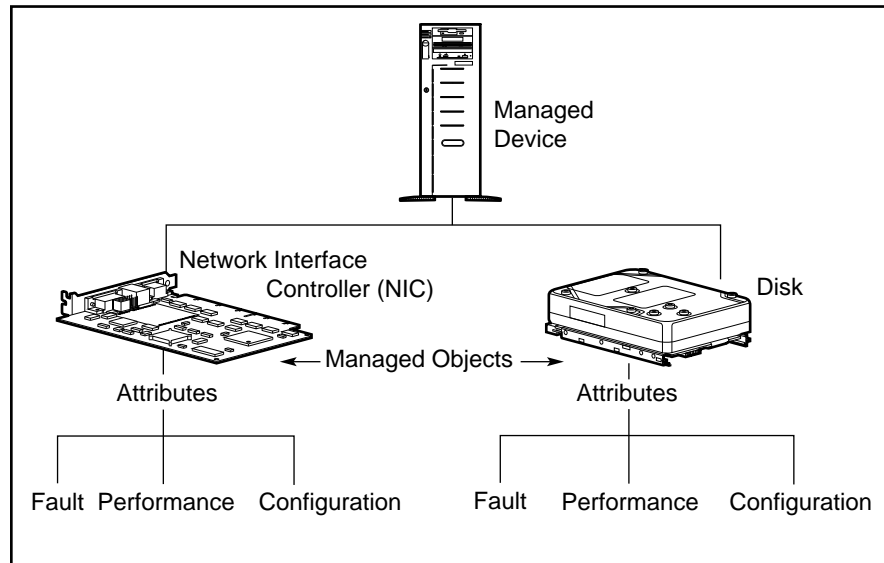 Managed
Device
Network Interface
Controller (NIC)
Disk
Managed Objects
Attributes
Attributes
Fault Performance Configuration
Fault Performance Configuration